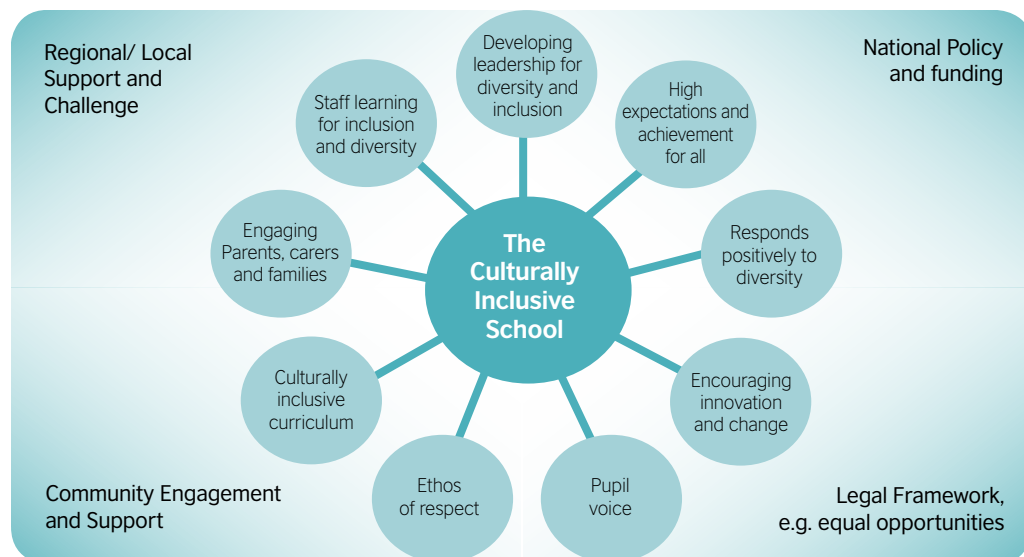 Regional/ Local
Support and
Challenge
National Policy
and funding
Developing
leadership for
diversity and
inclusion
High
expectations and
achievement
for all
Responds
positively to
diversity
Encouraging
innovation
and change
Pupil
voice
Ethos
of respect
Culturally
inclusive
curriculum
Engaging
Parents, carers
and families
Staff learning
for inclusion
and diversity
The
Culturally
Inclusive
School
Community Engagement
and Support
Legal Framework,
e.g. equal opportunities